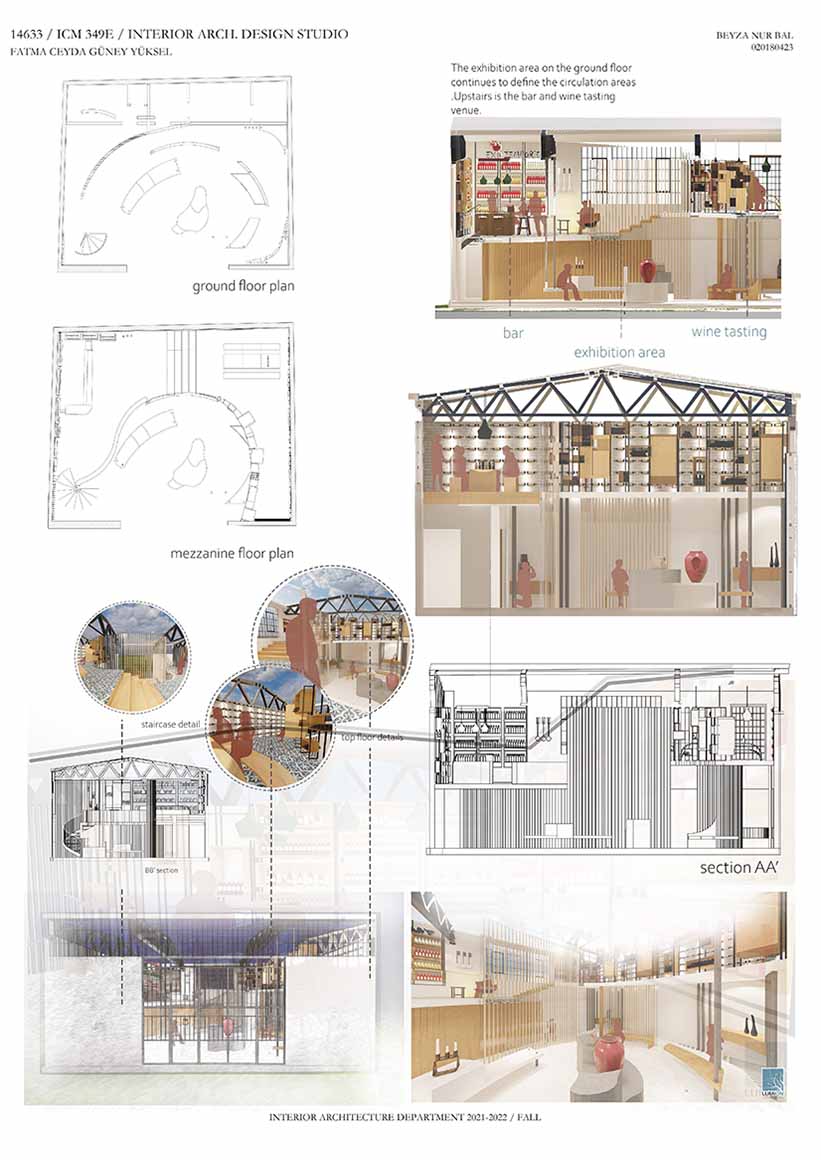 14633 / ICM 349E / INTERIOR ARCH. DESIGN STUDIO
FATMA CEYDA GÜNEY YÜKSEL
BEYZA NUR BAL
020180423
The exhibition area on the ground floor
continues to define the circulation areas
.Upstairs is the bar and wine tasting
venue.
ground floor plan
bar
exhibition area
wine tasting
mezzanine floor plan
staircase detail
top floor details
BB' section
section AA'
INTERIOR ARCHITECTURE DEPARTMENT 2021-2022 / FALL